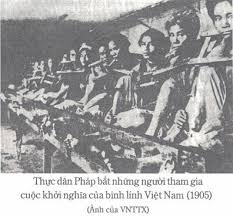 Thực dân Pháp bắt những người tham gia
cuộc khởi nghĩa của binh lính Việt Nam (1905)
(Ảnh của VNTTX)